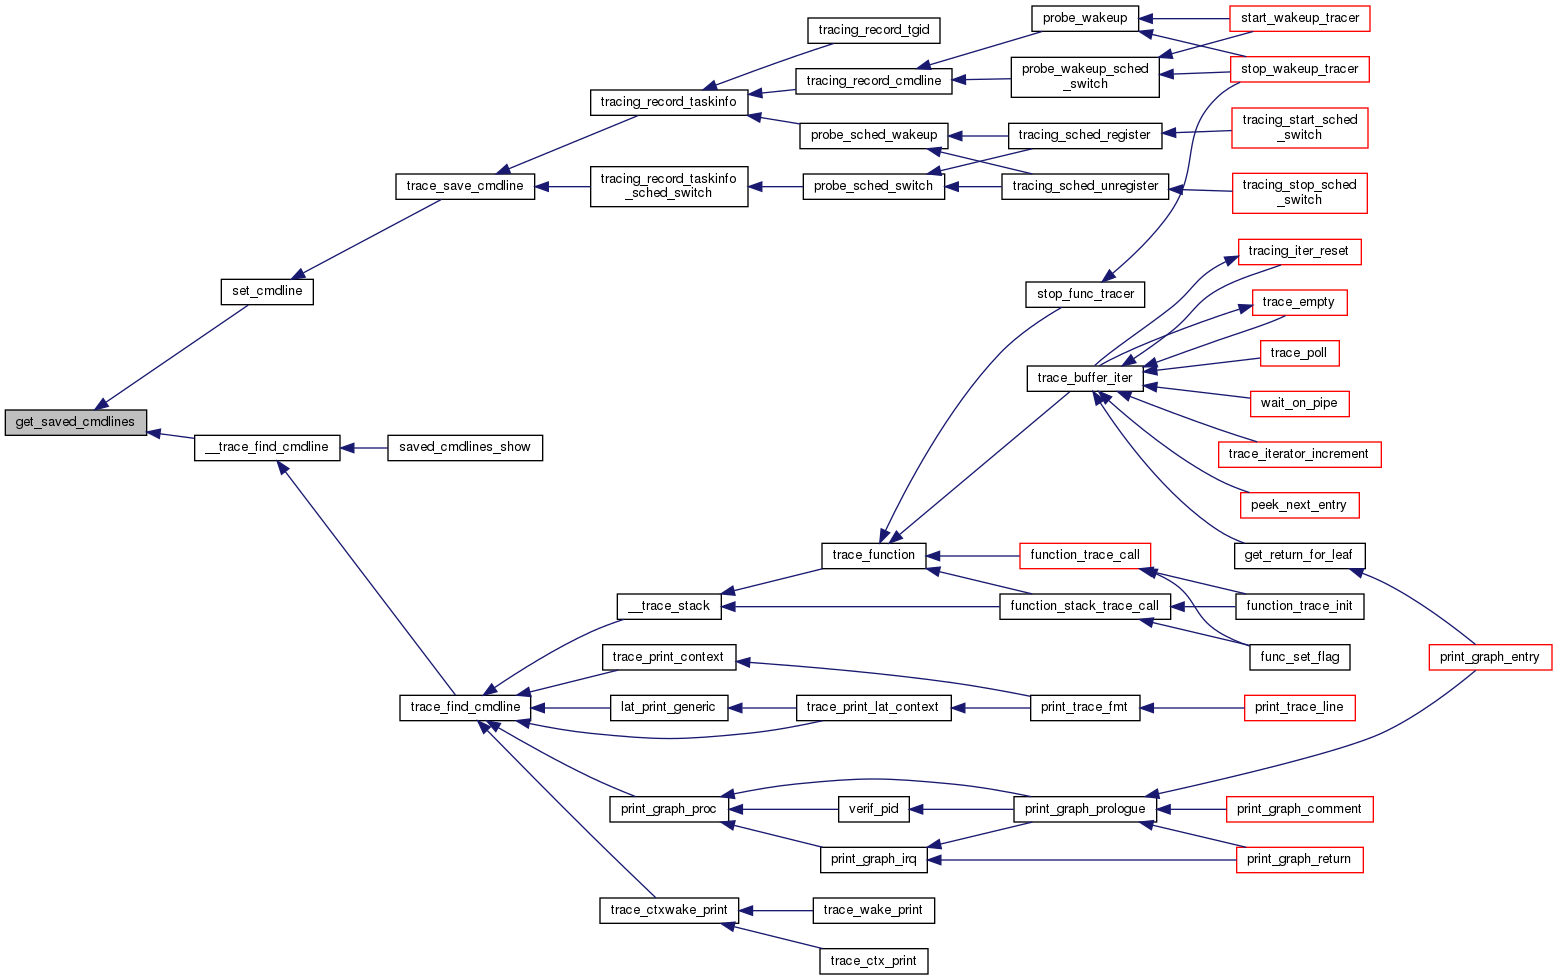 probe_wakeup
start_wakeup_tracer
tracing_record_tgid
probe_wakeup_sched
_switch
stop_wakeup_tracer
tracing_record_cmdline
tracing_record_taskinfo
tracing_start_sched
_switch
probe_sched_wakeup
tracing_sched_register
trace_save_cmdline
tracing_record_taskinfo
_sched_switch
probe_sched_switch
tracing_sched_unregister
tracing_stop_sched
_switch
tracing_iter_reset
set_cmdline
stop_func_tracer
trace_empty
trace_poll
trace_buffer_iter
wait_on_pipe
get_saved_cmdlines
__trace_find_cmdline
saved_cmdlines_show
trace_iterator_increment
peek_next_entry
trace_function
function_trace_call
get_return_for_leaf
__trace_stack
function_stack_trace_call
function_trace_init
trace_print_context
func_set_flag
print_graph_entry
trace_find_cmdline
lat_print_generic
trace_print_lat_context
print_trace_fmt
print_trace_line
print_graph_proc
verif_pid
print_graph_prologue
print_graph_comment
print_graph_irq
print_graph_return
trace_ctxwake_print
trace_wake_print
trace_ctx_print